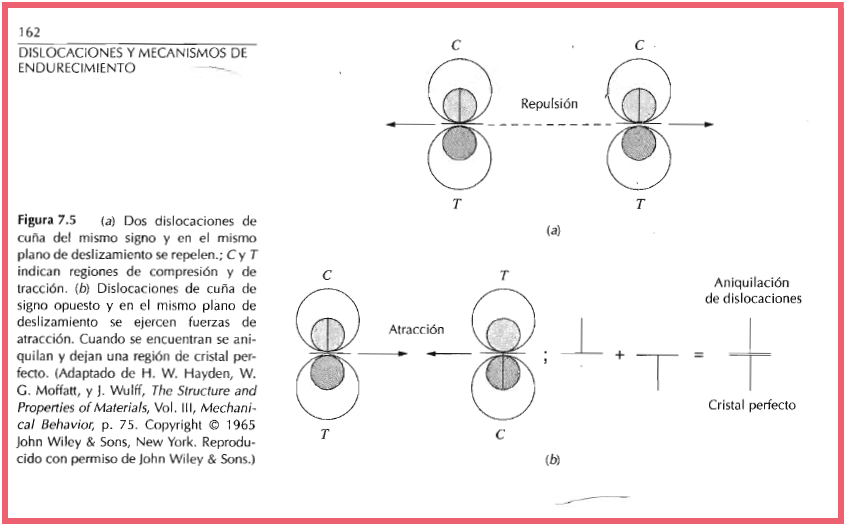 162
DISLOCACIONES Y MECANISMOS DE
ENDURECIMIENTO
C
C
Repulsión
T
T
(a)
Figura 7.5 (a) Dos dislocaciones de
cuña del mismo signo y en el mismo
plano de deslizamiento se repelen.; C y T
indican regiones de compresión y de
tracción. (b) Dislocaciones de cuña de
signo opuesto y en el mismo plano de
deslizamiento se ejercen fuerzas de
atracción. Cuando se encuentran se ani-
quilan y dejan una región de cristal per-
fecto. (Adaptado de H. W. Hayden, W.
G. Moffatt, y J. Wulff, The Structure and
Properties of Materials, Vol. III, Mechani-
cal Behavior, p. 75. Copyright © 1965
John Wiley & Sons, New York. Reprodu-
cido con permiso de John Wiley & Sons.)
C
T
Atracción
; + =
Aniquilación
de dislocaciones
Cristal perfecto
T
C
(b)